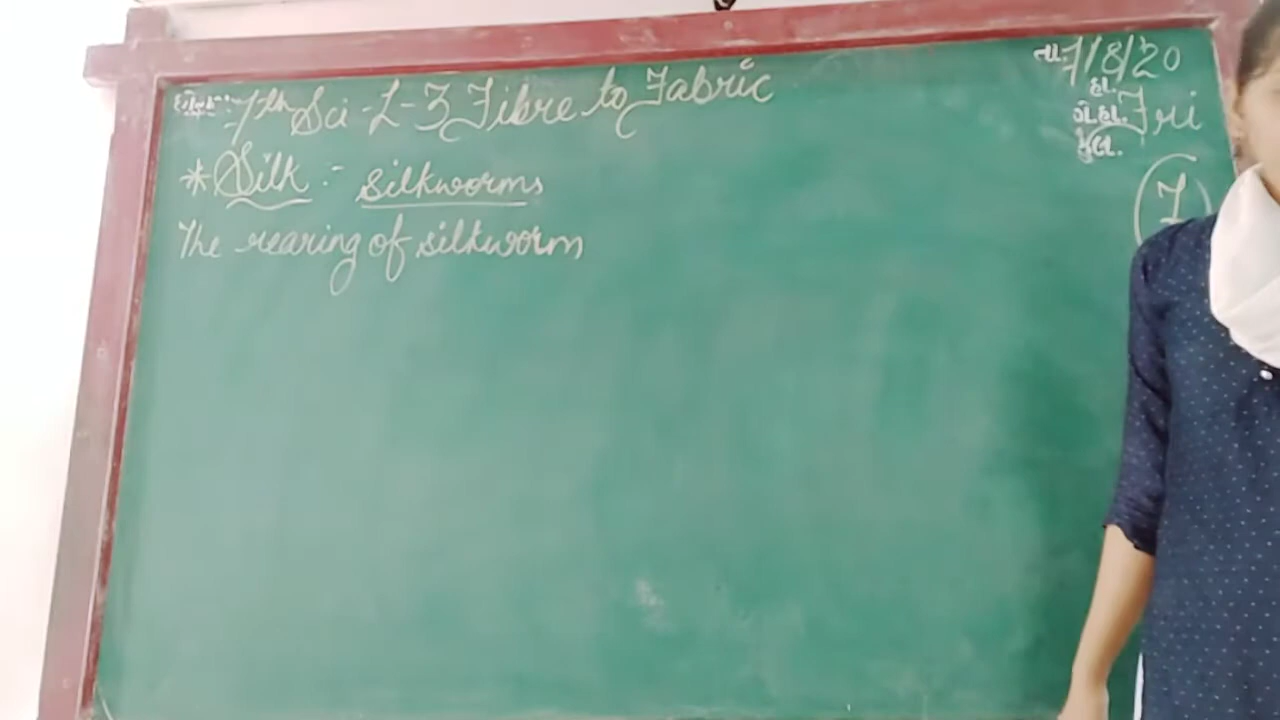 7th Sci - L-3 Fibre to Fabric
* Silk :- silkworms
The rearing of silkworm
તા. 7/8/20
હા.
ગે.હા. Fri
કુલ.
7